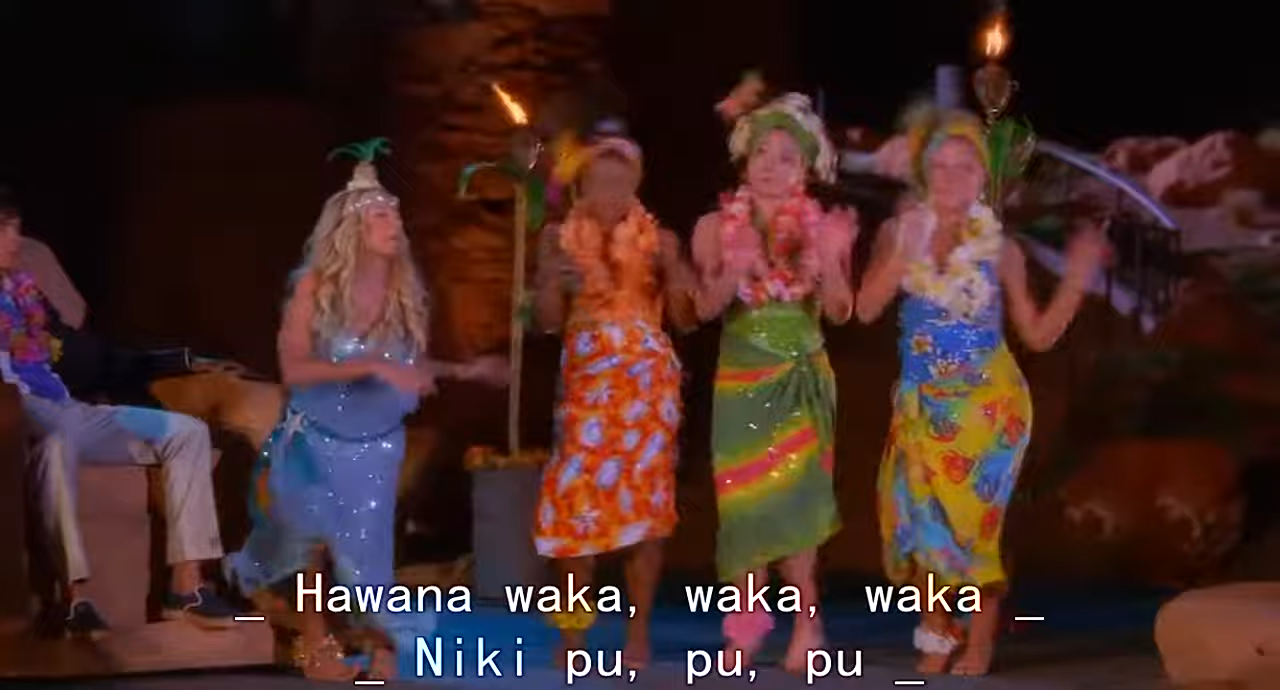 _ Hawana waka, waka, waka _
_ Niki pu, pu, pu _